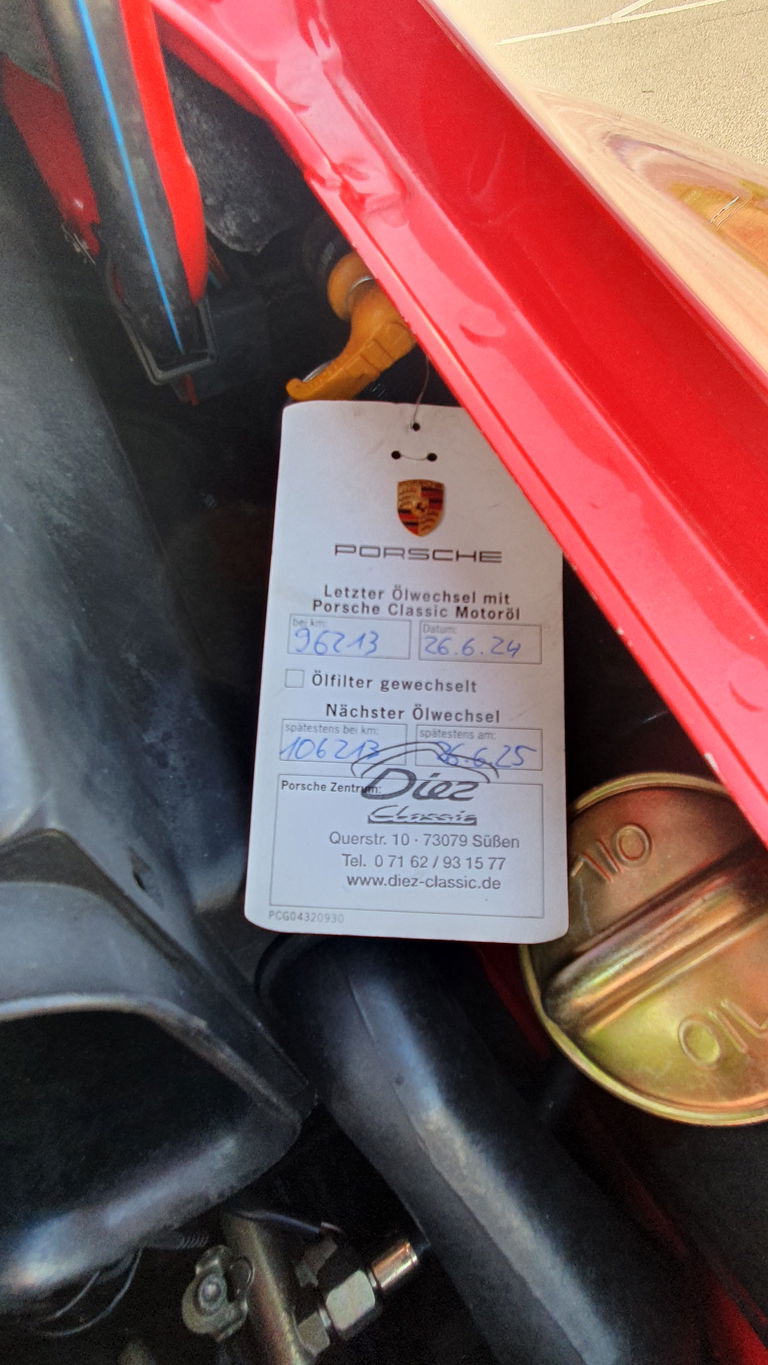 PORSCHE
Letzter Ölwechsel mit
Porsche Classic Motoröl
bei km: Datum:
96213 26.6.24
Ölfilter gewechselt
Nächster Ölwechsel
spätestens bei km: spätestens am:
106213 26.6.25
Porsche Zentrum:
Diez
Classic
Querstr. 10 · 73079 Süßen
Tel. 0 71 62 / 93 15 77
www.diez-classic.de
PCG04320930
OIL
OIL